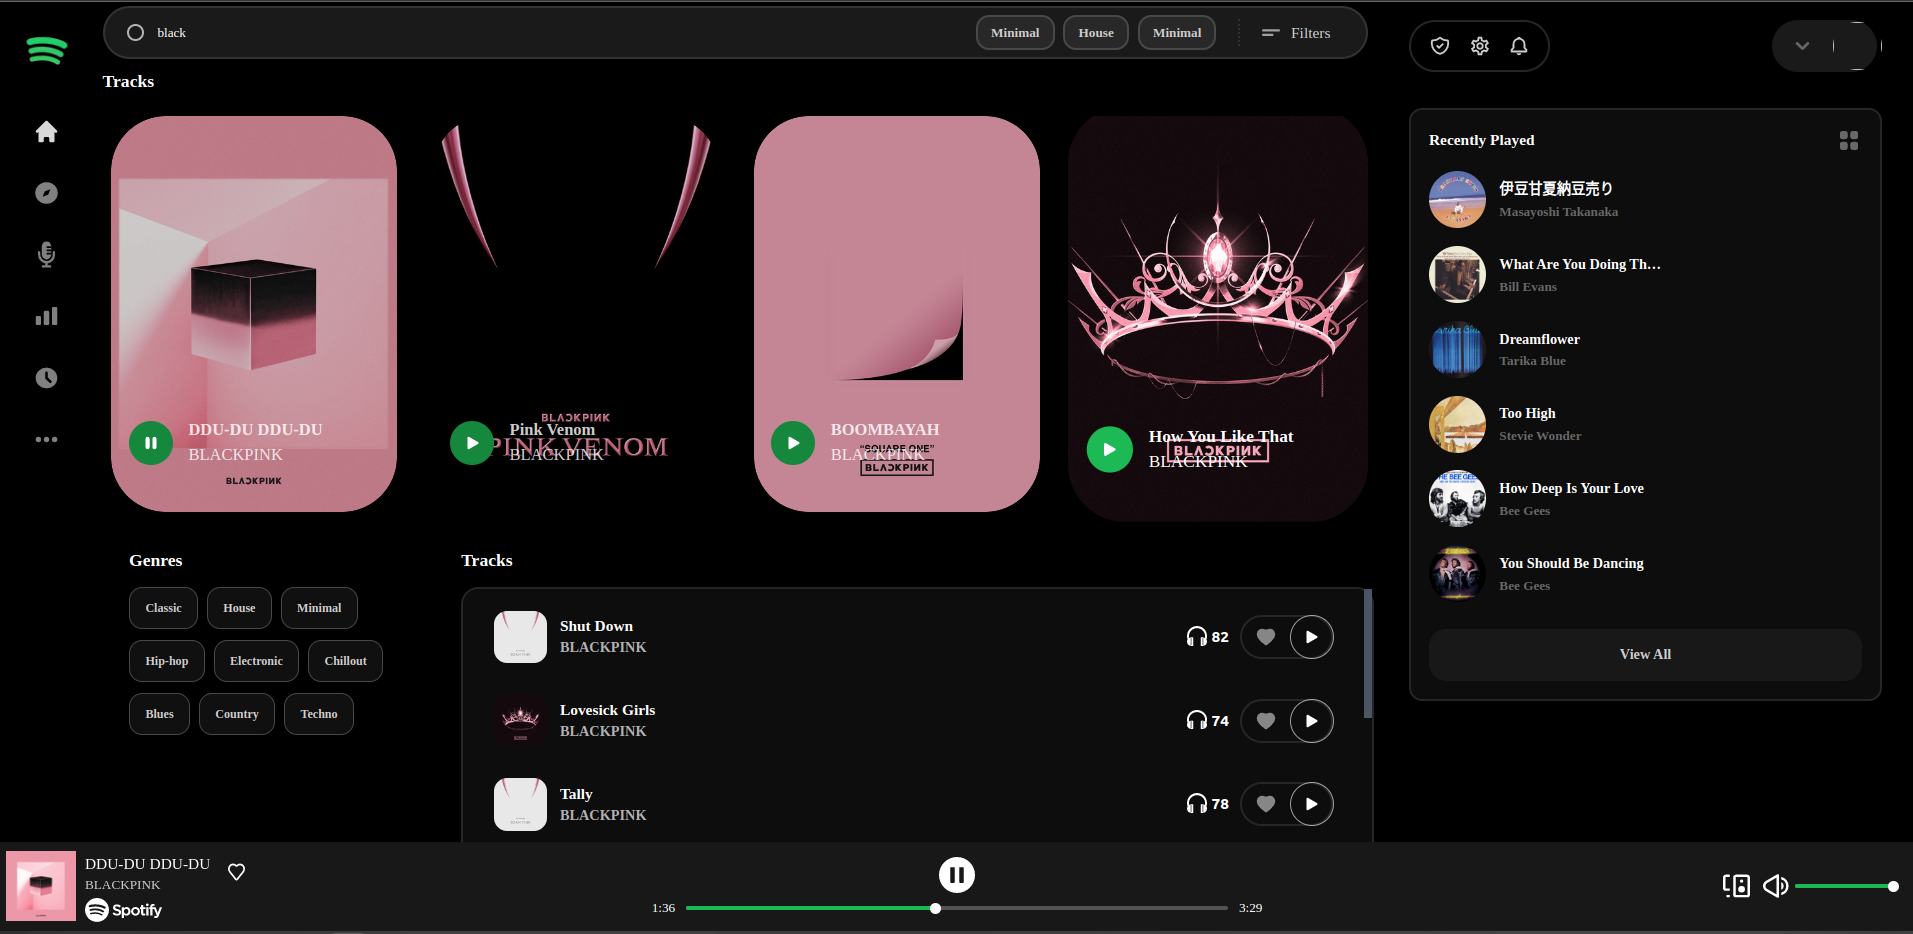 black
Minimal
House
Minimal
Filters
Tracks
DDU-DU DDU-DU
BLACKPINK
BLACKPINK
BLACKPINK
PINK VENOM
Pink Venom
BLACKPINK
BOOMBAYAH
"SQUARE ONE"
BLACKPINK
BLACKPINK
How You Like That
BLACKPINK
BLACKPINK
Recently Played
伊豆甘夏納豆売り
Masayoshi Takanaka
What Are You Doing Th…
Bill Evans
Dreamflower
Tarika Blue
Too High
Stevie Wonder
THE BEE GEES
How Deep Is Your Love
Bee Gees
You Should Be Dancing
Bee Gees
View All
Genres
Classic
House
Minimal
Hip-hop
Electronic
Chillout
Blues
Country
Techno
Tracks
Shut Down
BLACKPINK
82
Lovesick Girls
BLACKPINK
74
Tally
BLACKPINK
78
DDU-DU DDU-DU
BLACKPINK
Spotify
1:36
3:29